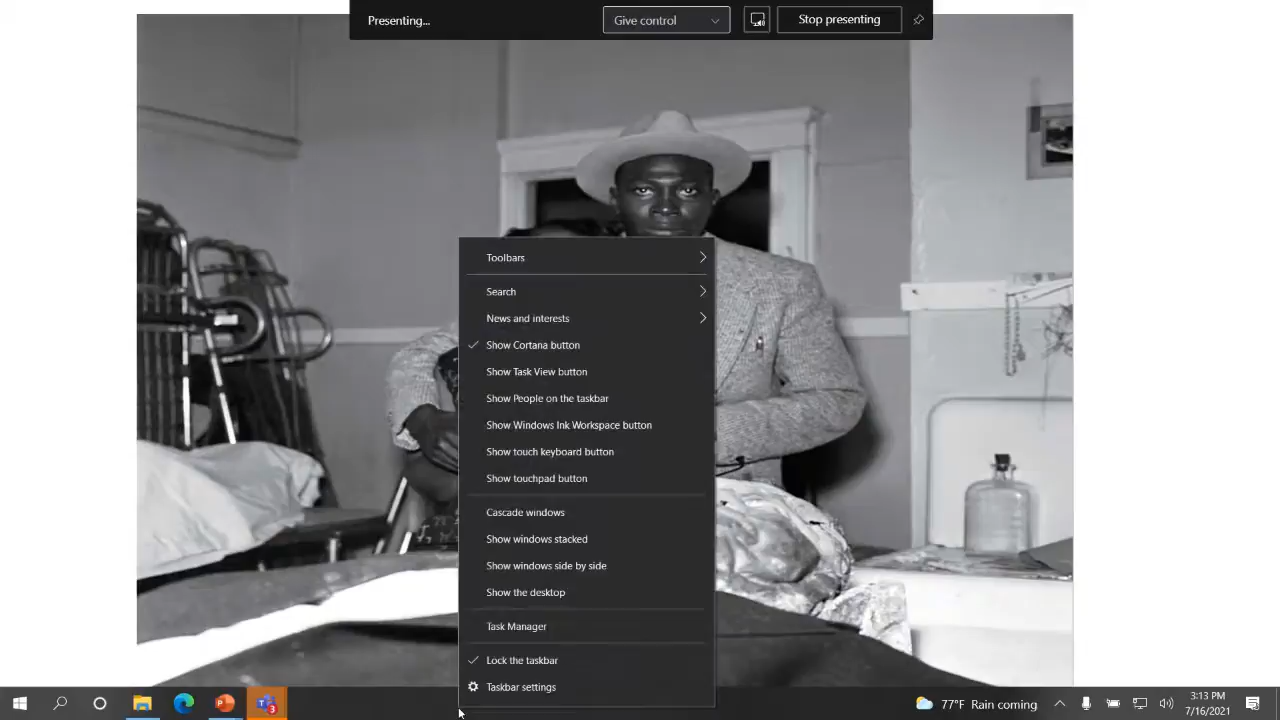 Presenting...
Give control
Stop presenting
Toolbars
Search
News and interests
Show Cortana button
Show Task View button
Show People on the taskbar
Show Windows Ink Workspace button
Show touch keyboard button
Show touchpad button
Cascade windows
Show windows stacked
Show windows side by side
Show the desktop
Task Manager
Lock the taskbar
Taskbar settings
3
77°F Rain coming
3:13 PM
7/16/2021